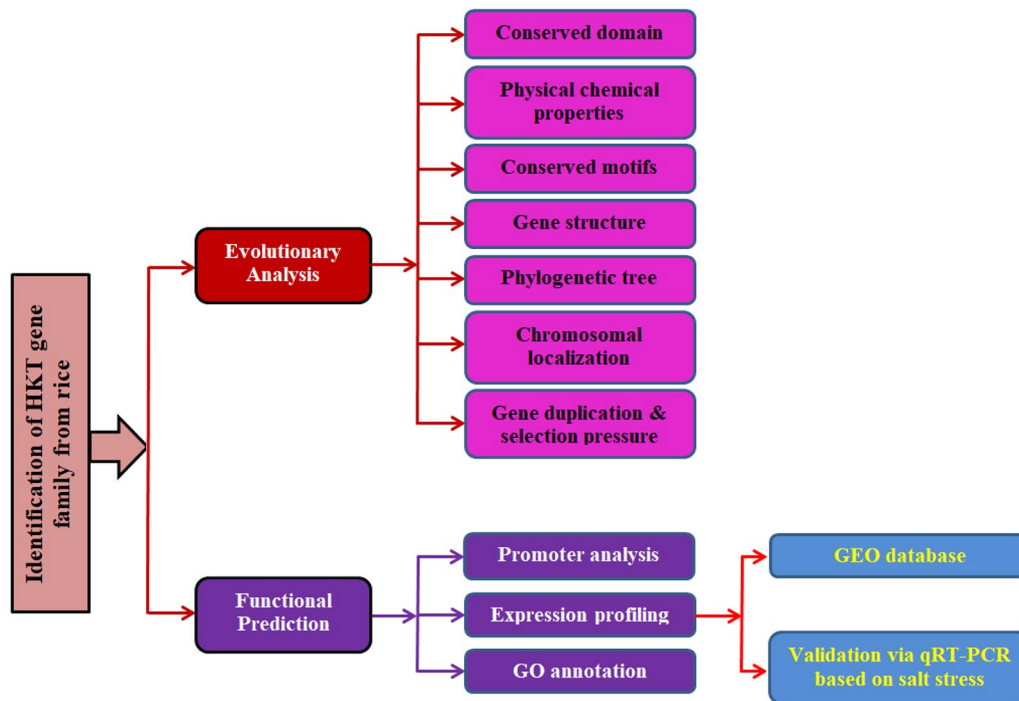 Identification of HKT gene
family from rice
Evolutionary
Analysis
Conserved domain
Physical chemical
properties
Conserved motifs
Gene structure
Phylogenetic tree
Chromosomal
localization
Gene duplication &
selection pressure
Functional
Prediction
Promoter analysis
Expression profiling
GO annotation
GEO database
Validation via qRT-PCR
based on salt stress